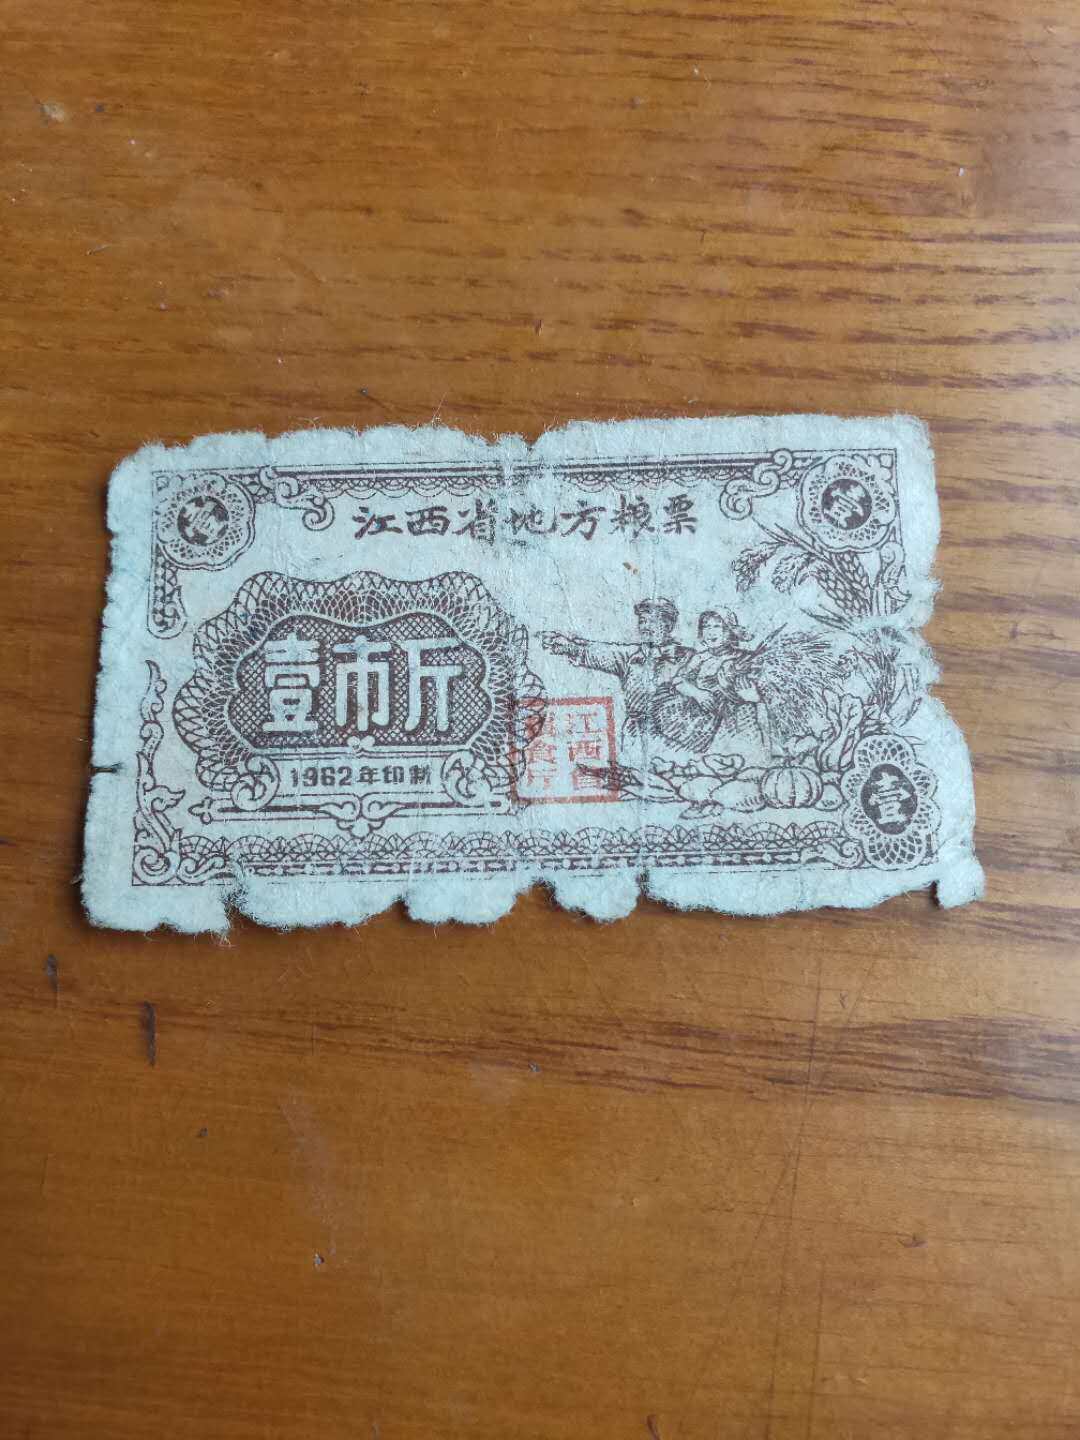 江西省地方粮票
壹
壹
壹市斤
1962年印制
江西省
粮食厅
壹